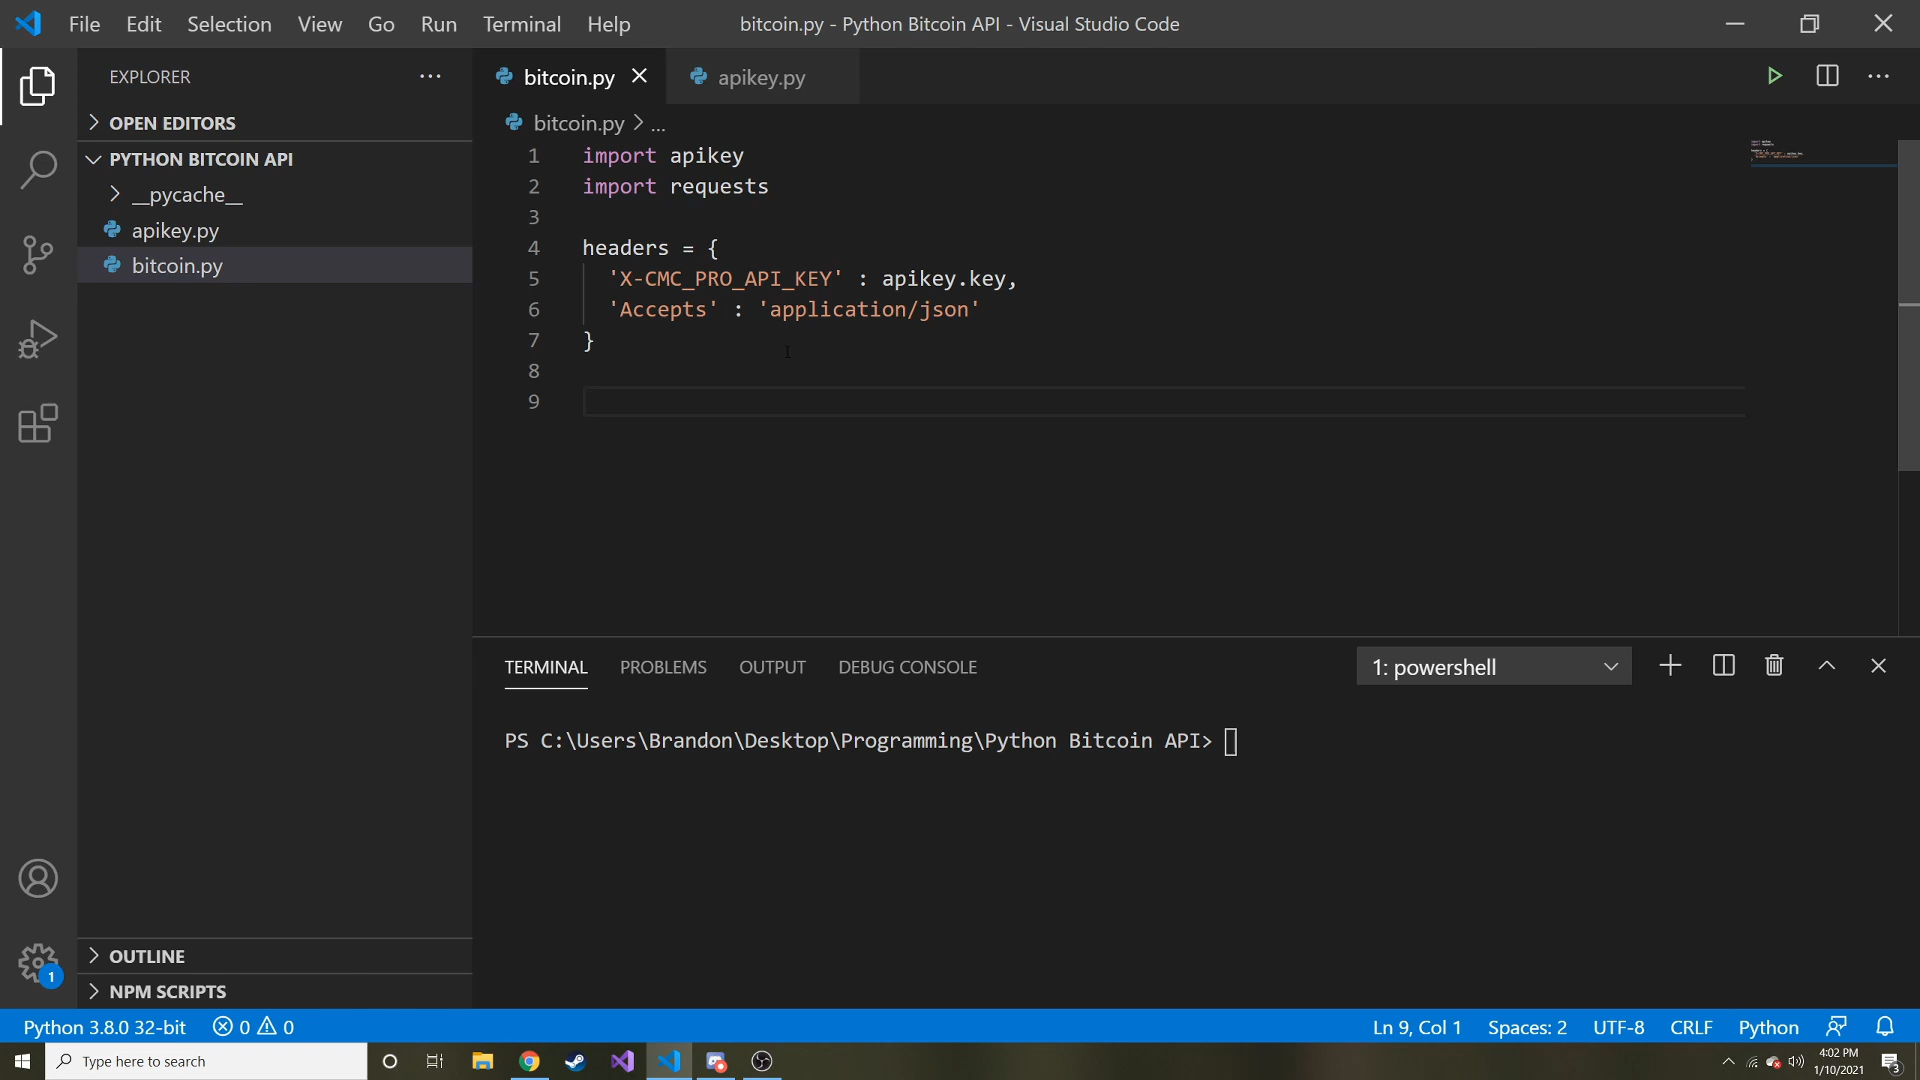 File Edit Selection View Go Run Terminal Help bitcoin.py - Python Bitcoin API - Visual Studio Code
EXPLORER
OPEN EDITORS
PYTHON BITCOIN API
__pycache__
apikey.py
bitcoin.py
OUTLINE
NPM SCRIPTS
bitcoin.py apikey.py
bitcoin.py > ...
1 import apikey
2 import requests
3
4 headers = {
5 'X-CMC_PRO_API_KEY' : apikey.key,
6 'Accepts' : 'application/json'
7 }
8
9
TERMINAL PROBLEMS OUTPUT DEBUG CONSOLE 1: powershell
PS C:\Users\Brandon\Desktop\Programming\Python Bitcoin API>
1
Python 3.8.0 32-bit 0 0 Ln 9, Col 1 Spaces: 2 UTF-8 CRLF Python
Type here to search
4:02 PM
1/10/2021
3